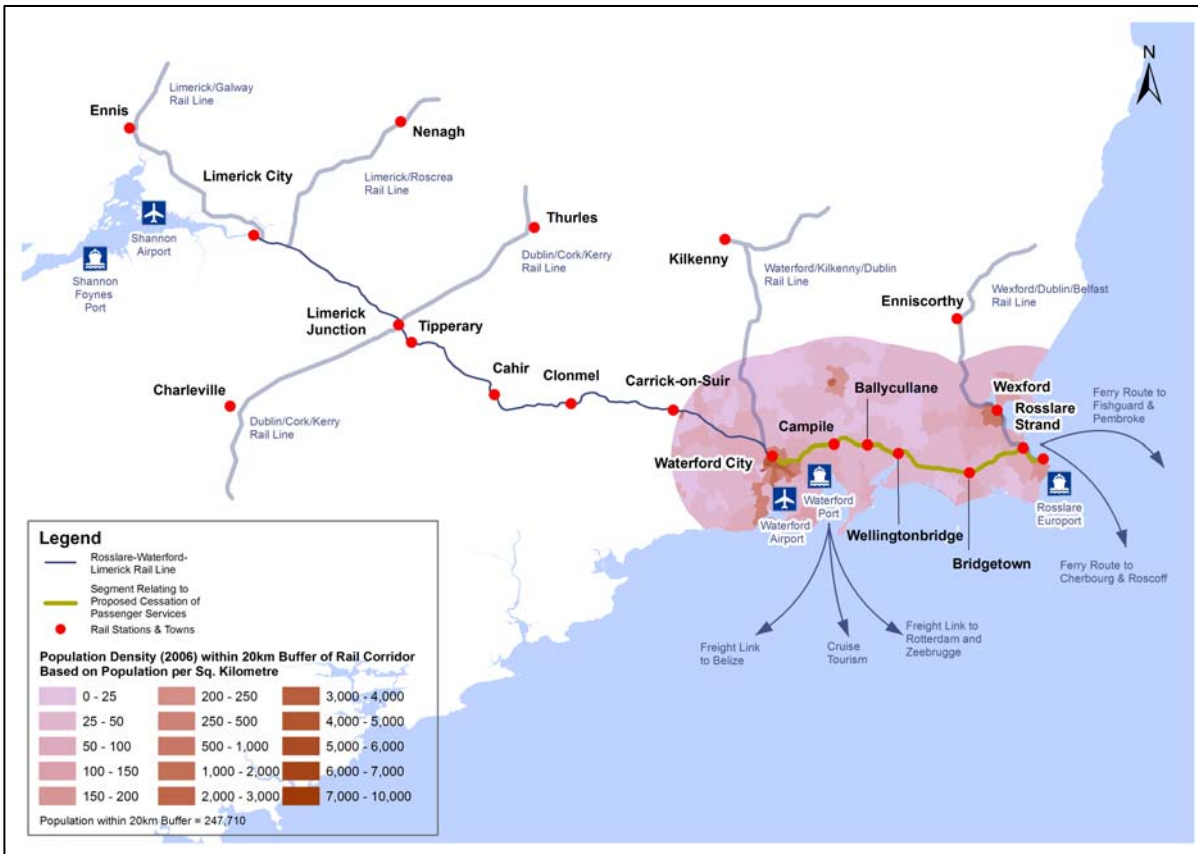 N
Limerick/Galway
Rail Line
Ennis
Nenagh
Limerick City
Limerick/Roscrea
Rail Line
Thurles
Shannon
Airport
Dublin/Cork/Kerry
Rail Line
Kilkenny
Waterford/Kilkenny/Dublin
Rail Line
Shannon
Foynes
Port
Enniscorthy
Wexford/Dublin/Belfast
Rail Line
Limerick
Junction
Tipperary
Cahir
Clonmel
Carrick-on-Suir
Ballycullane
Wexford
Charleville
Rosslare
Strand
Ferry Route to
Fishguard &
Pembroke
Dublin/Cork/Kerry
Rail Line
Campile
Waterford City
Waterford
Port
Waterford
Airport
Rosslare
Europort
Wellingtonbridge
Bridgetown
Ferry Route to
Cherbourg & Roscoff
Freight Link
to Belize
Cruise
Tourism
Freight Link to
Rotterdam and
Zeebrugge
Legend
Rosslare-Waterford-
Limerick Rail Line
Segment Relating to
Proposed Cessation of
Passenger Services
Rail Stations & Towns
Population Density (2006) within 20km Buffer of Rail Corridor
Based on Population per Sq. Kilometre
0 - 25
25 - 50
50 - 100
100 - 150
150 - 200
200 - 250
250 - 500
500 - 1,000
1,000 - 2,000
2,000 - 3,000
3,000 - 4,000
4,000 - 5,000
5,000 - 6,000
6,000 - 7,000
7,000 - 10,000
Population within 20km Buffer = 247,710